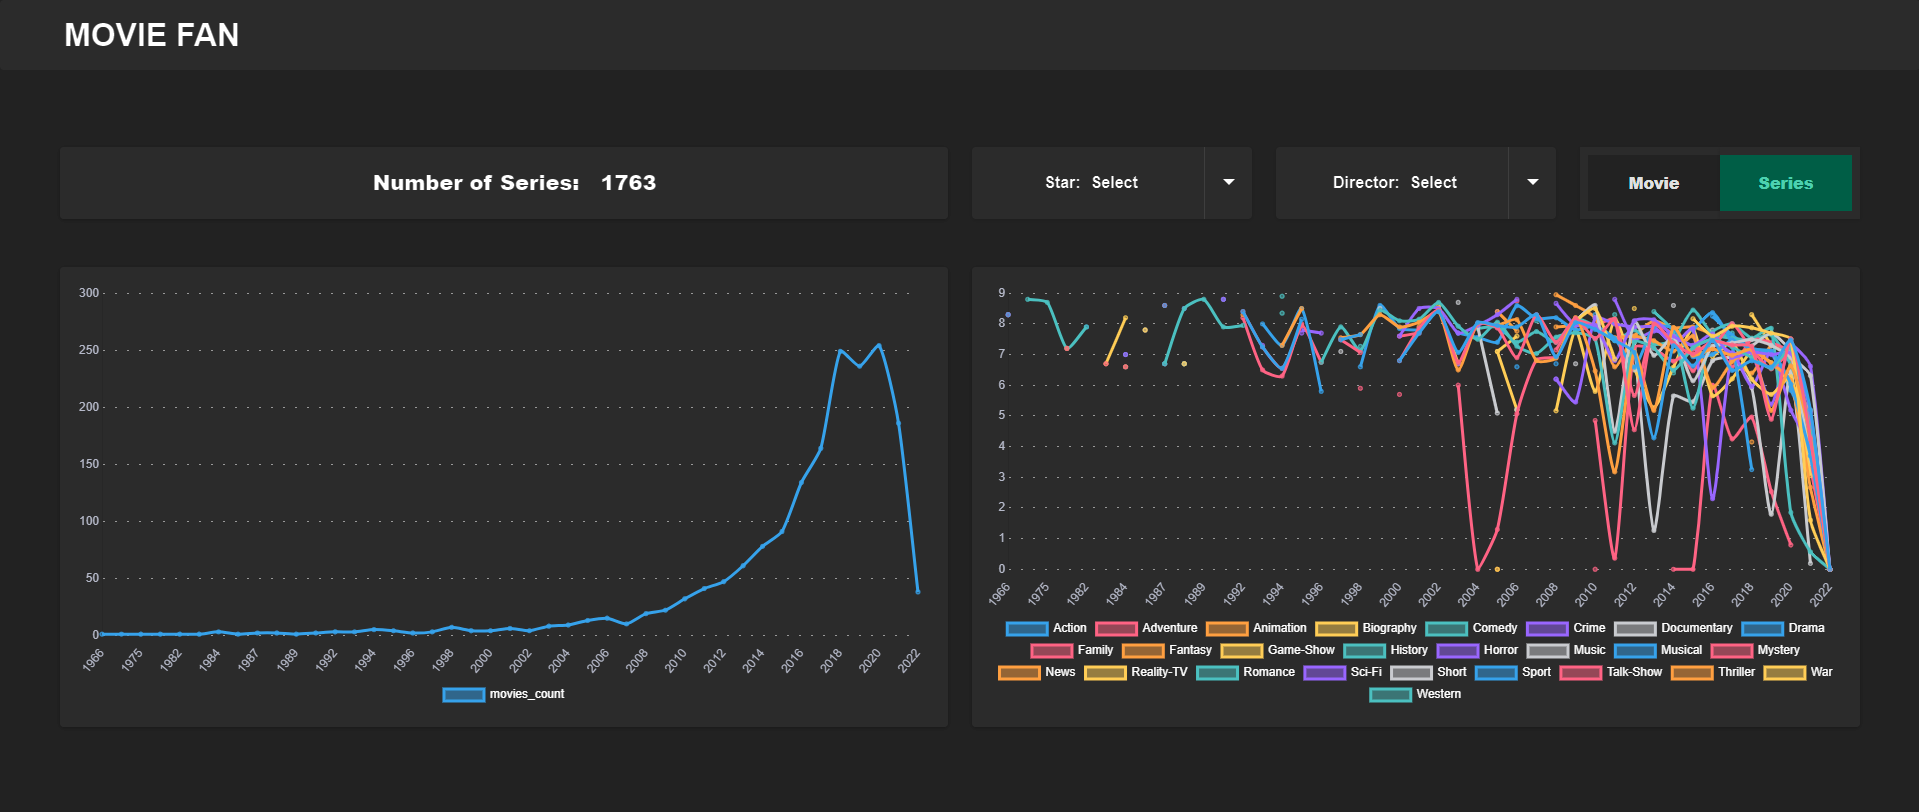 MOVIE FAN
Number of Series: 1763
Star: Select
Director: Select
Movie
Series
300
250
200
150
100
50
0
1966 1975 1982 1984 1987 1989 1992 1994 1996 1998 2000 2002 2004 2006 2008 2010 2012 2014 2016 2018 2020 2022
movies_count
9
8
7
6
5
4
3
2
1
0
1966 1975 1982 1984 1987 1989 1992 1994 1996 1998 2000 2002 2004 2006 2008 2010 2012 2014 2016 2018 2020 2022
Action Adventure Animation Biography Comedy Crime Documentary Drama
Family Fantasy Game-Show History Horror Music Musical Mystery
News Reality-TV Romance Sci-Fi Short Sport Talk-Show Thriller War
Western